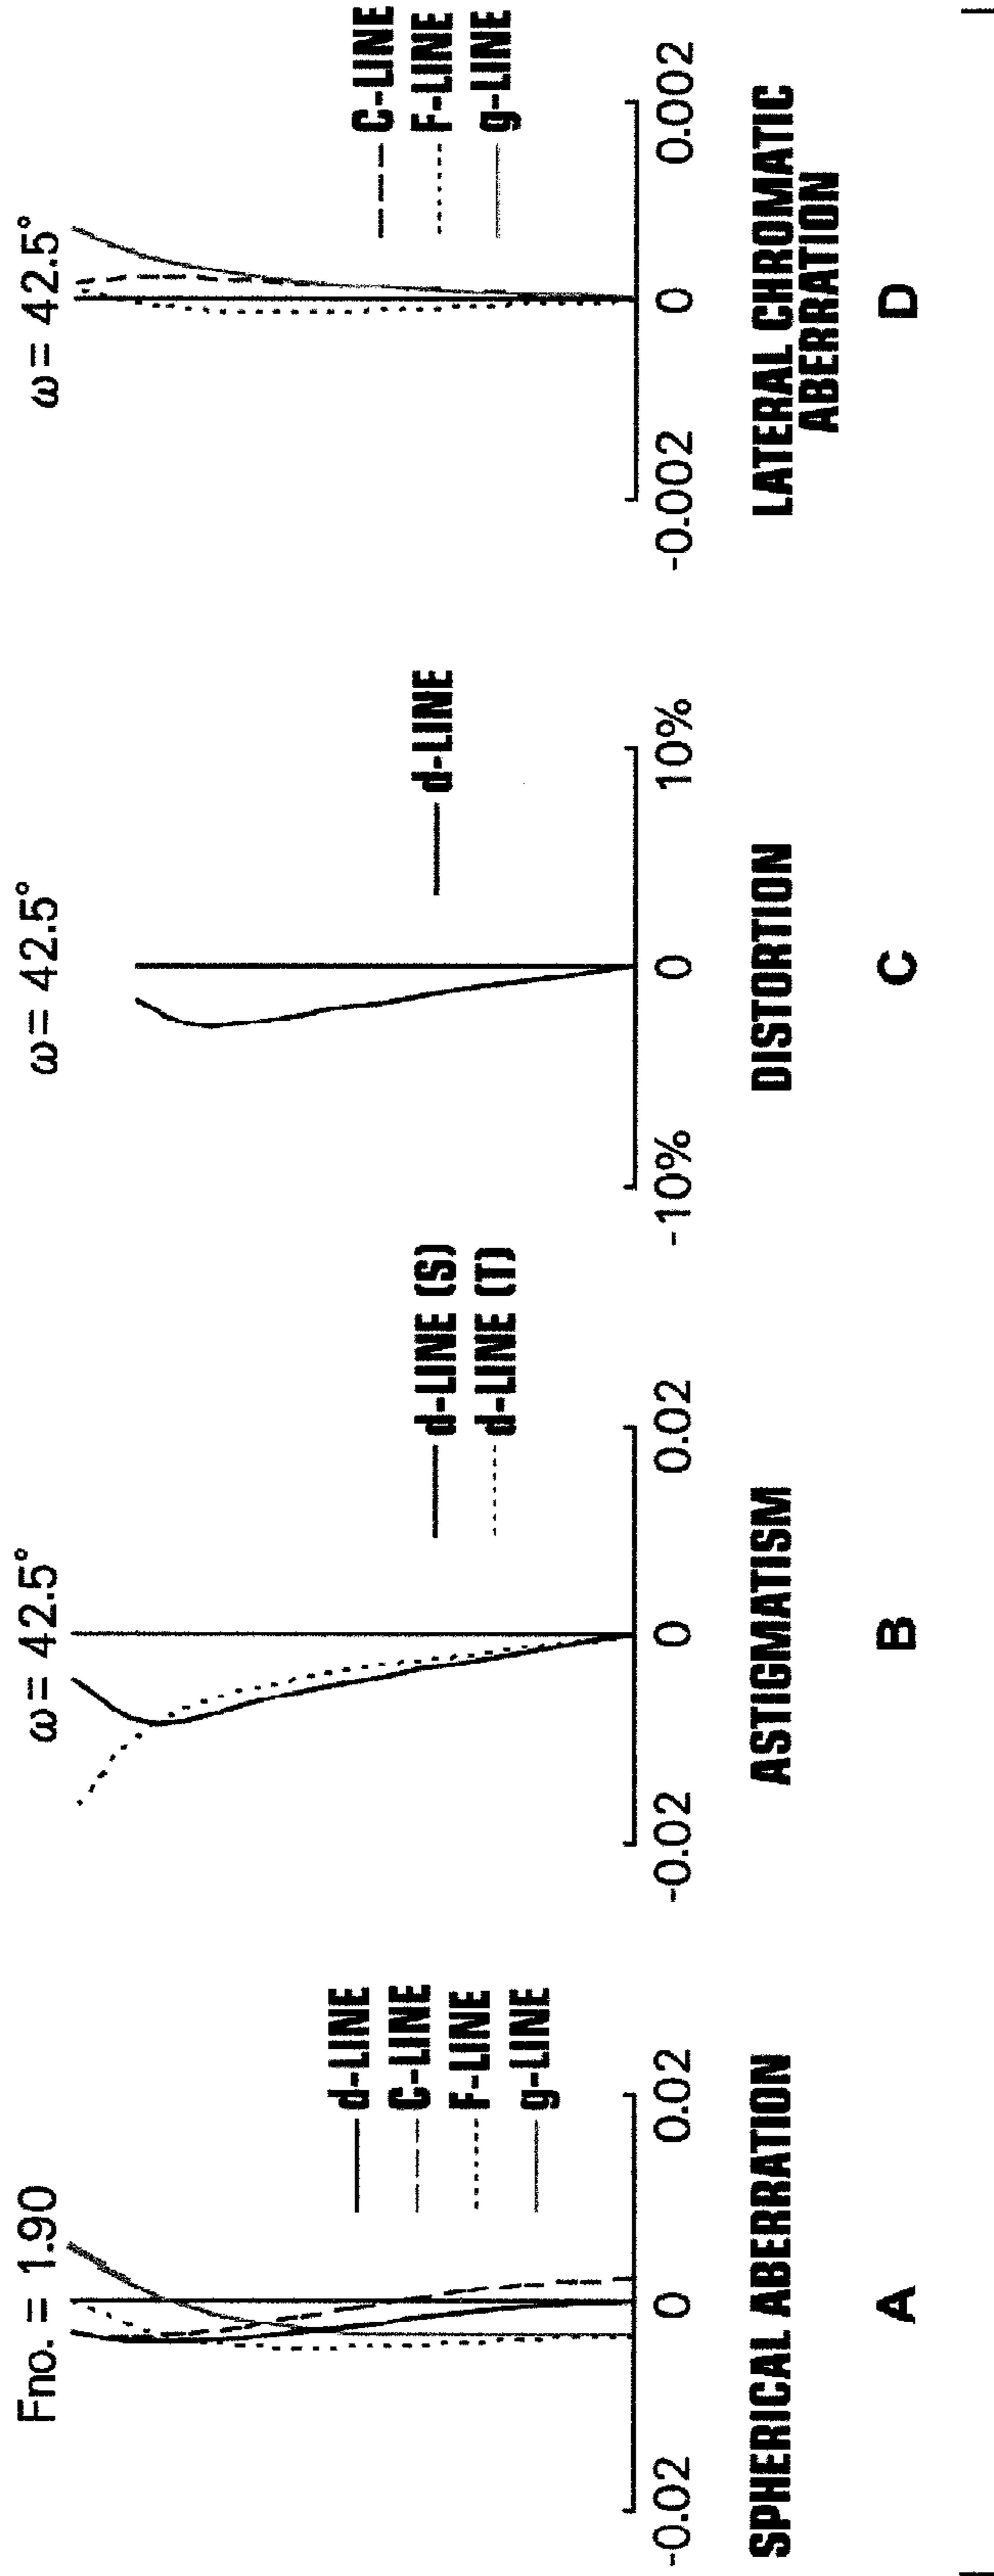 Fno. = 1.90
d-LINE
C-LINE
F-LINE
g-LINE
-0.02
0
0.02
SPHERICAL ABERRATION
A
ω= 42.5°
d-LINE (S)
d-LINE (T)
-0.02
0
0.02
ASTIGMATISM
B
ω= 42.5°
d-LINE
-10%
0
10%
DISTORTION
C
ω= 42.5°
C-LINE
F-LINE
g-LINE
-0.002
0
0.002
LATERAL CHROMATIC
ABERRATION
D